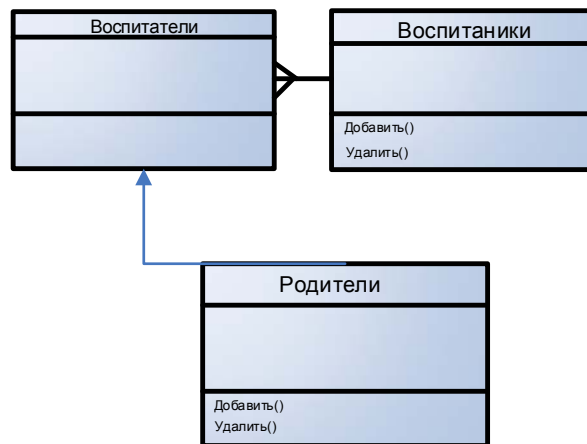 Воспитатели
Воспитаники
Добавить()
Удалить()
Родители
Добавить()
Удалить()